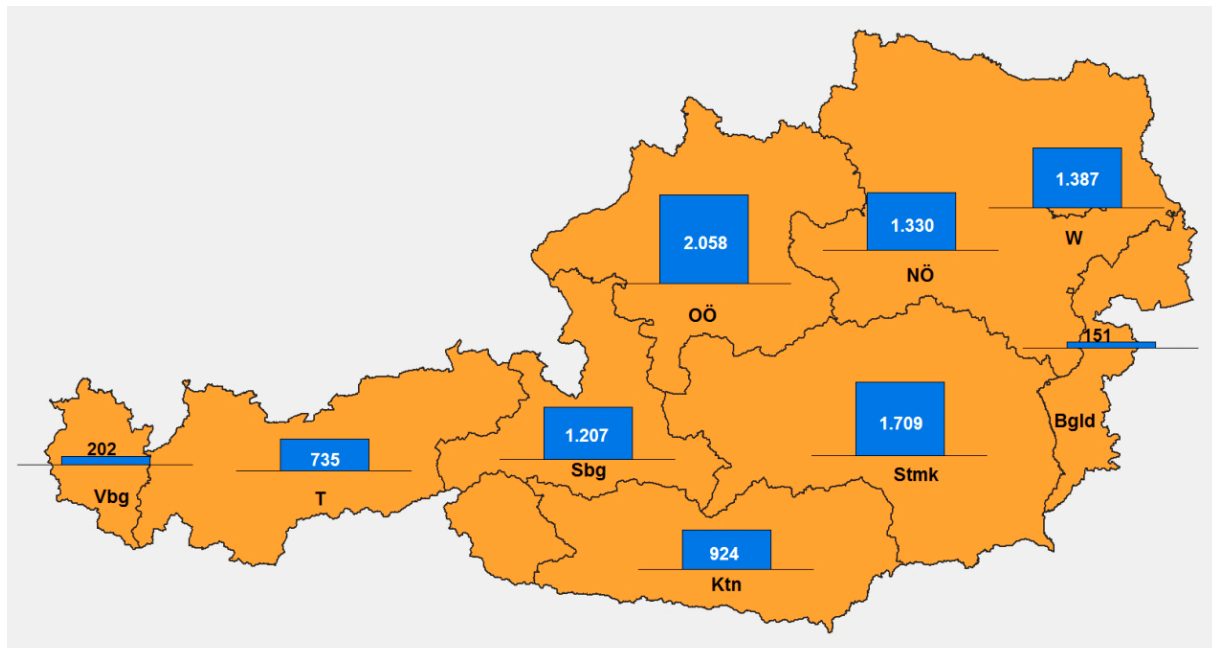 1.387
W
1.330
NÖ
2.058
OÖ
151
Bgld
1.709
Stmk
1.207
Sbg
202
Vbg
735
T
924
Ktn